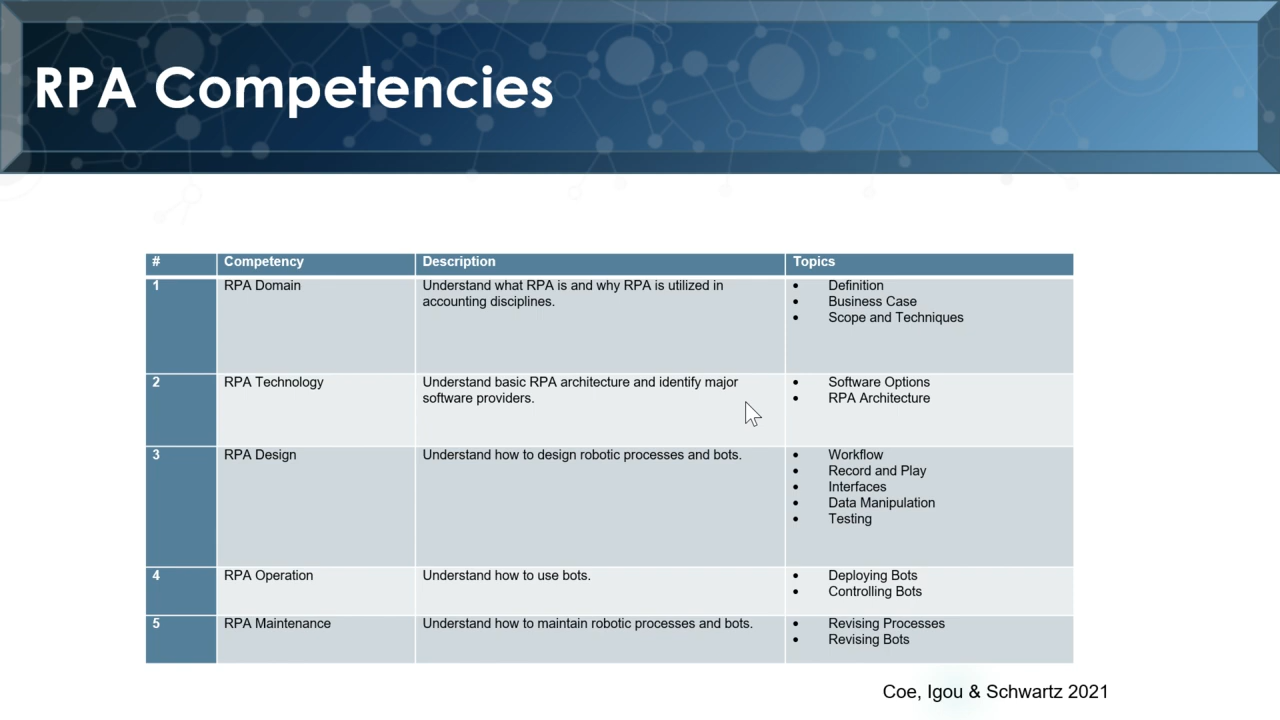 RPA Competencies
# Competency Description Topics
1 RPA Domain Understand what RPA is and why RPA is utilized in accounting disciplines.
• Definition
• Business Case
• Scope and Techniques
2 RPA Technology Understand basic RPA architecture and identify major software providers.
• Software Options
• RPA Architecture
3 RPA Design Understand how to design robotic processes and bots.
• Workflow
• Record and Play
• Interfaces
• Data Manipulation
• Testing
4 RPA Operation Understand how to use bots.
• Deploying Bots
• Controlling Bots
5 RPA Maintenance Understand how to maintain robotic processes and bots.
• Revising Processes
• Revising Bots
Coe, Igou & Schwartz 2021